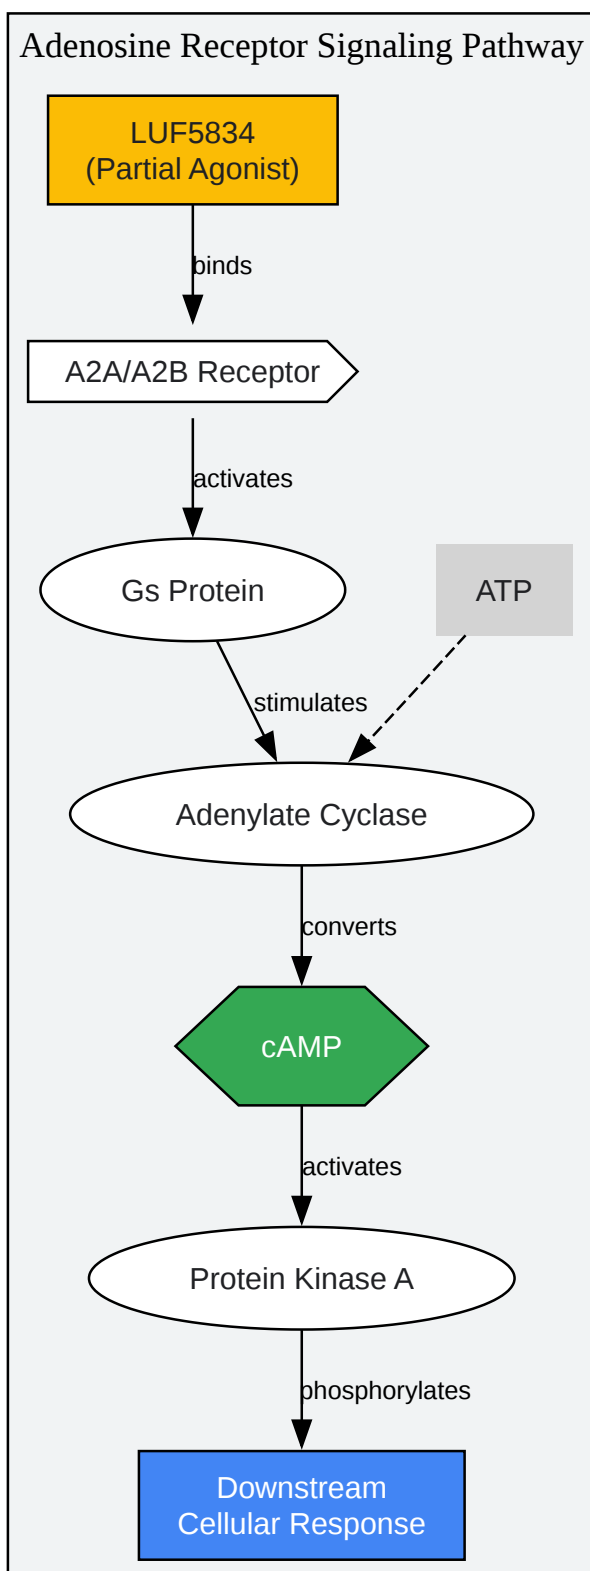 Adenosine Receptor Signaling Pathway
LUF5834
(Partial Agonist)
binds
A2A/A2B Receptor
activates
Gs Protein
ATP
stimulates
Adenylate Cyclase
converts
cAMP
activates
Protein Kinase A
phosphorylates
Downstream
Cellular Response